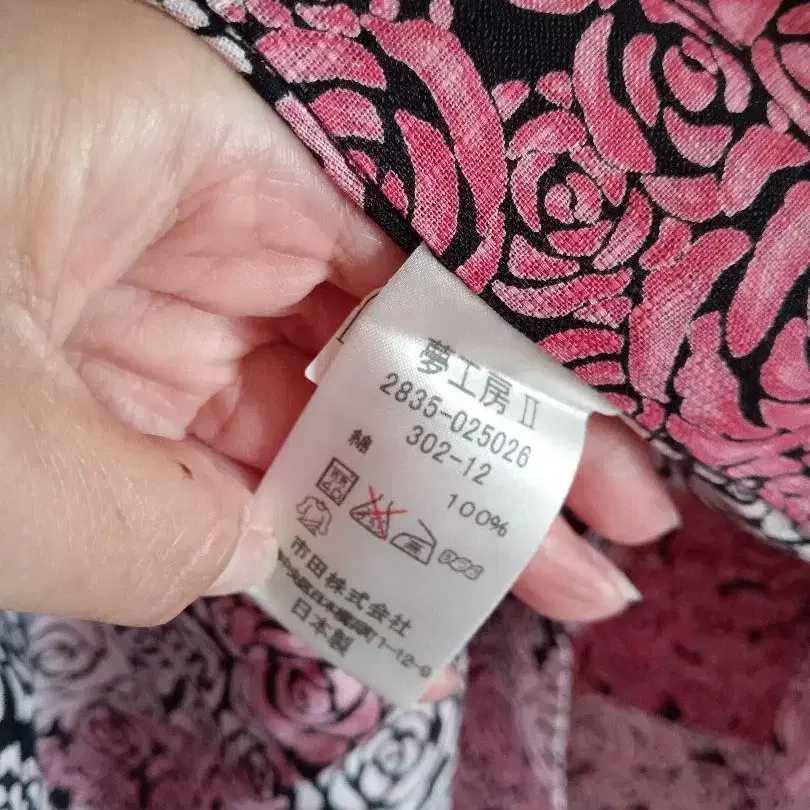 夢工房Ⅱ
2835-025026
302-12
綿 100%
市田株式会社
日本製